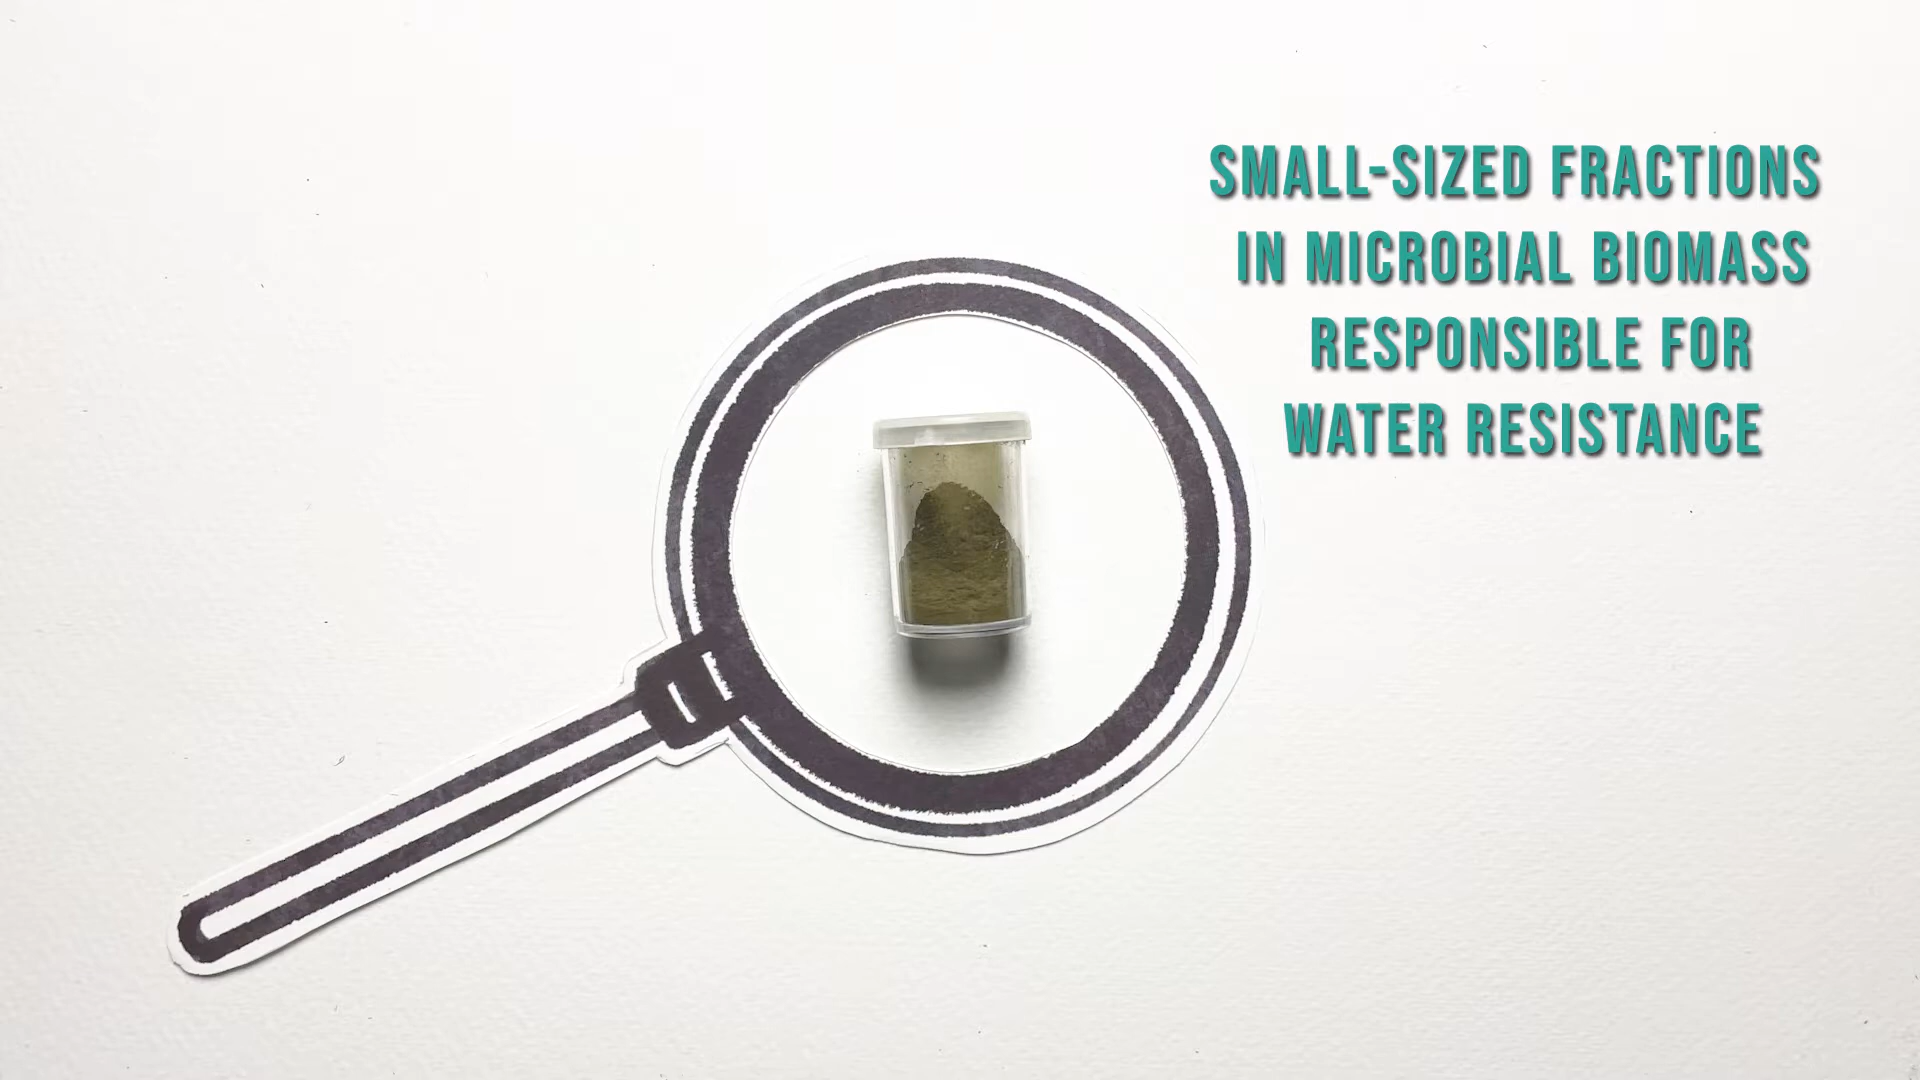 SMALL-SIZED FRACTIONS
IN MICROBIAL BIOMASS
RESPONSIBLE FOR
WATER RESISTANCE